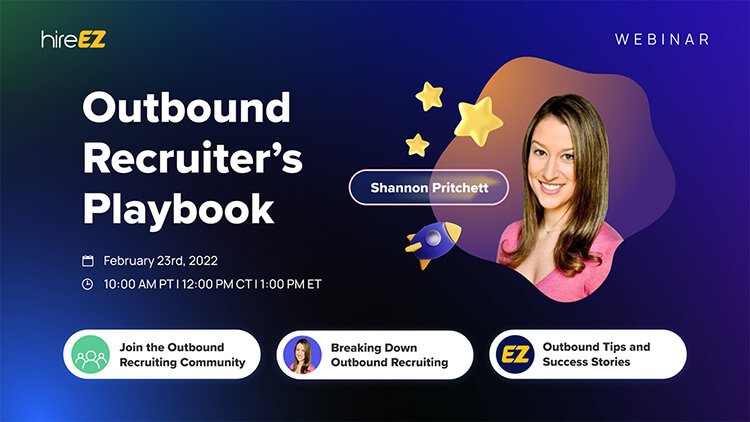 hireEZ
WEBINAR
Outbound
Recruiter's
Playbook
Shannon Pritchett
February 23rd, 2022
10:00 AM PT | 12:00 PM CT | 1:00 PM ET
Join the Outbound
Recruiting Community
Breaking Down
Outbound Recruiting
EZ
Outbound Tips and
Success Stories